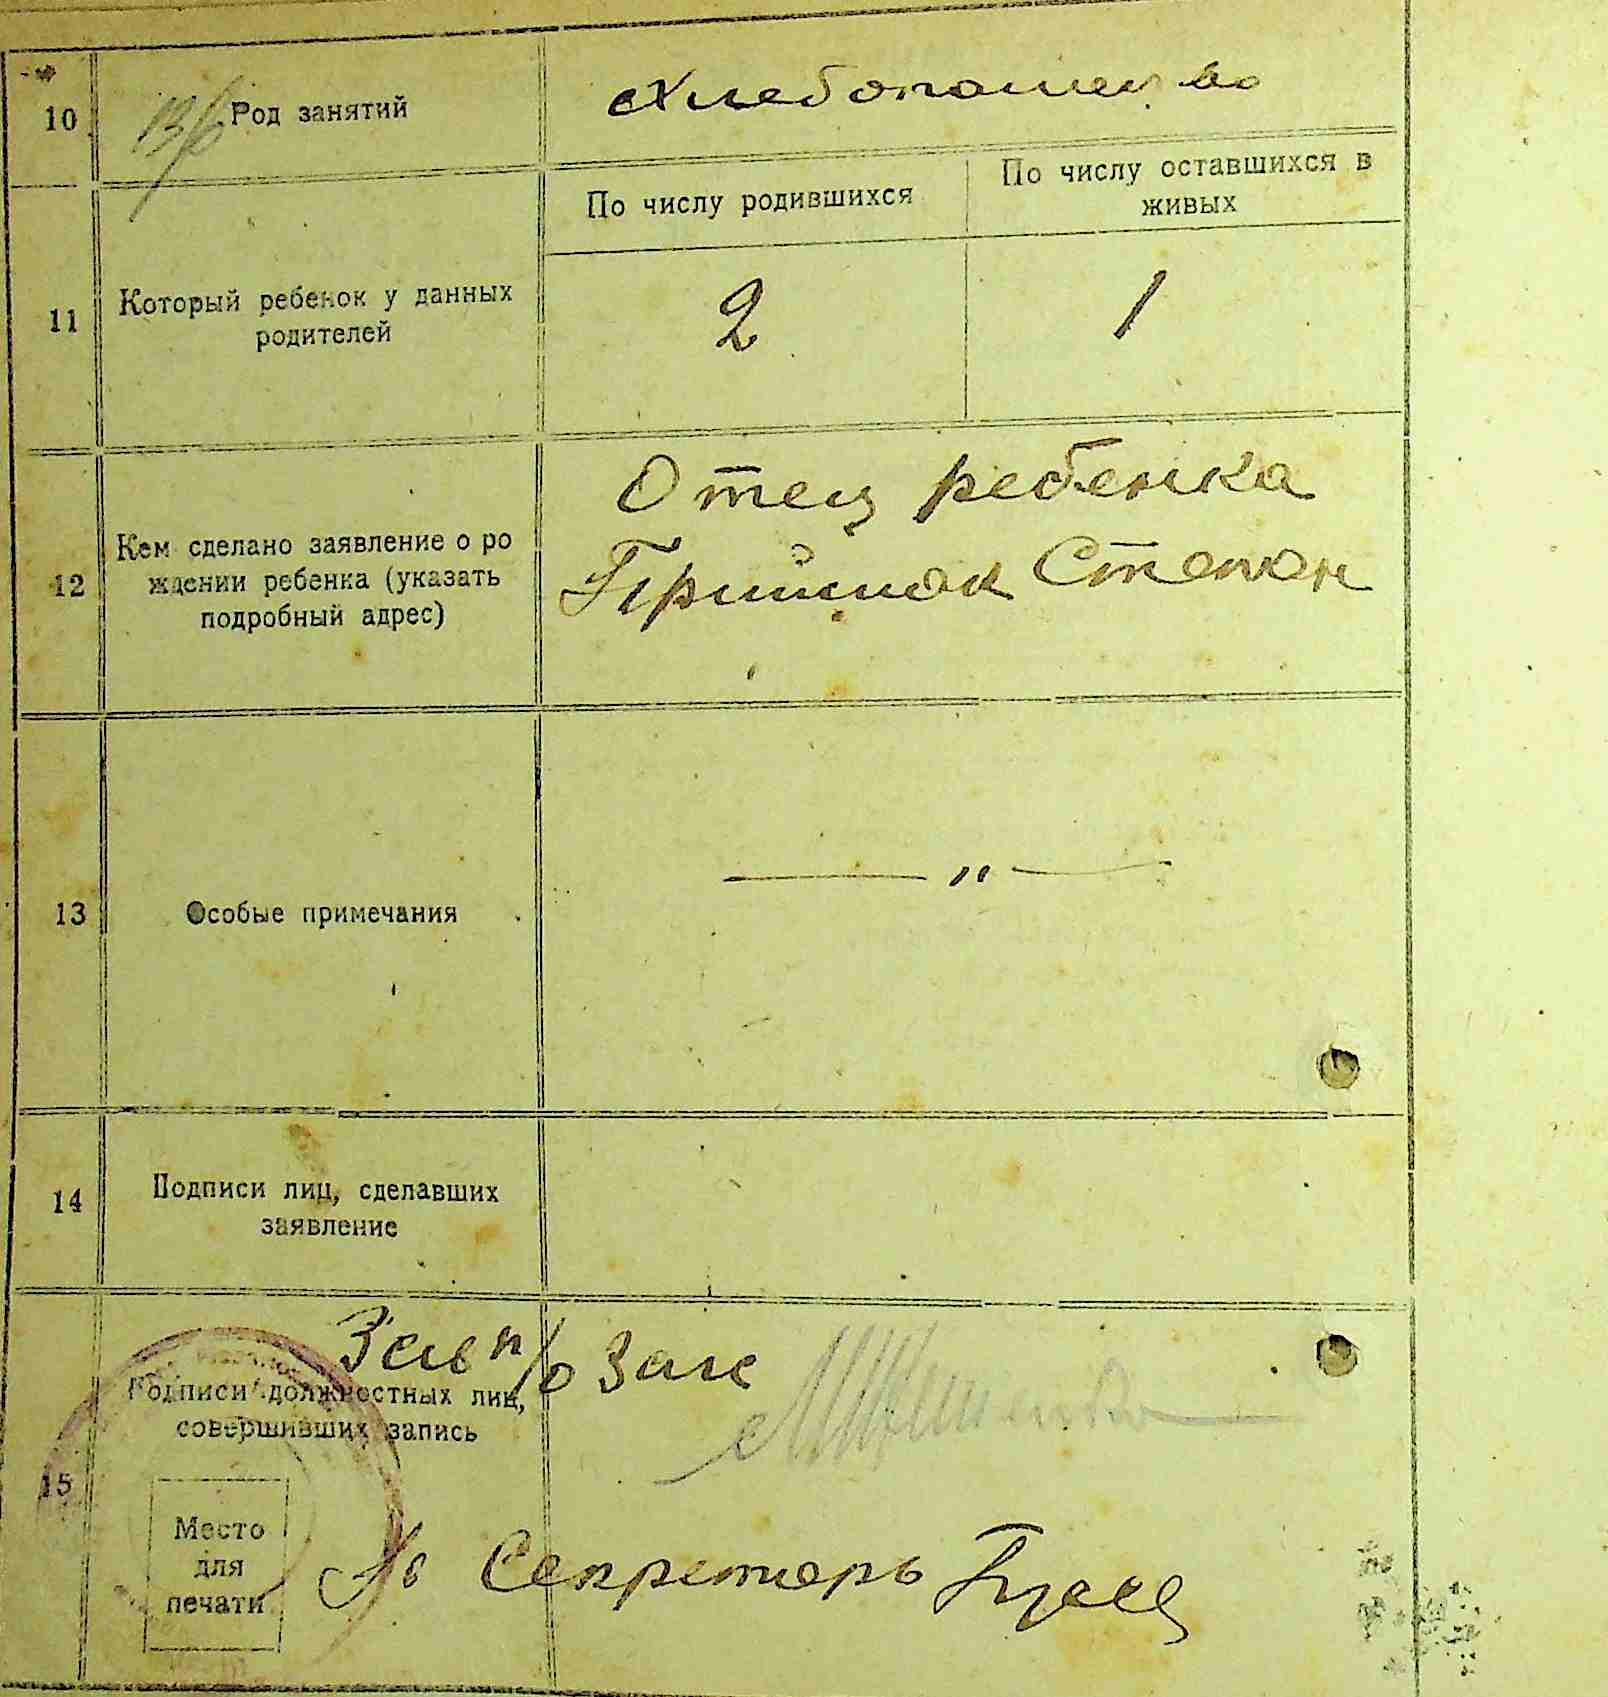 10
Род занятий
Хлебопашество
11
Который ребенок у данных
родителей
По числу родившихся
По числу оставшихся в
живых
2
1
12
Кем сделано заявление о ро
ждении ребенка (указать
подробный адрес)
Отец ребенка
Приймак Степан
13
Особые примечания
— " —
14
Подписи лиц, сделавших
заявление
15
Подписи должностных лиц,
совершивших запись
п/о Загс
Место
для
печати
Секретарь